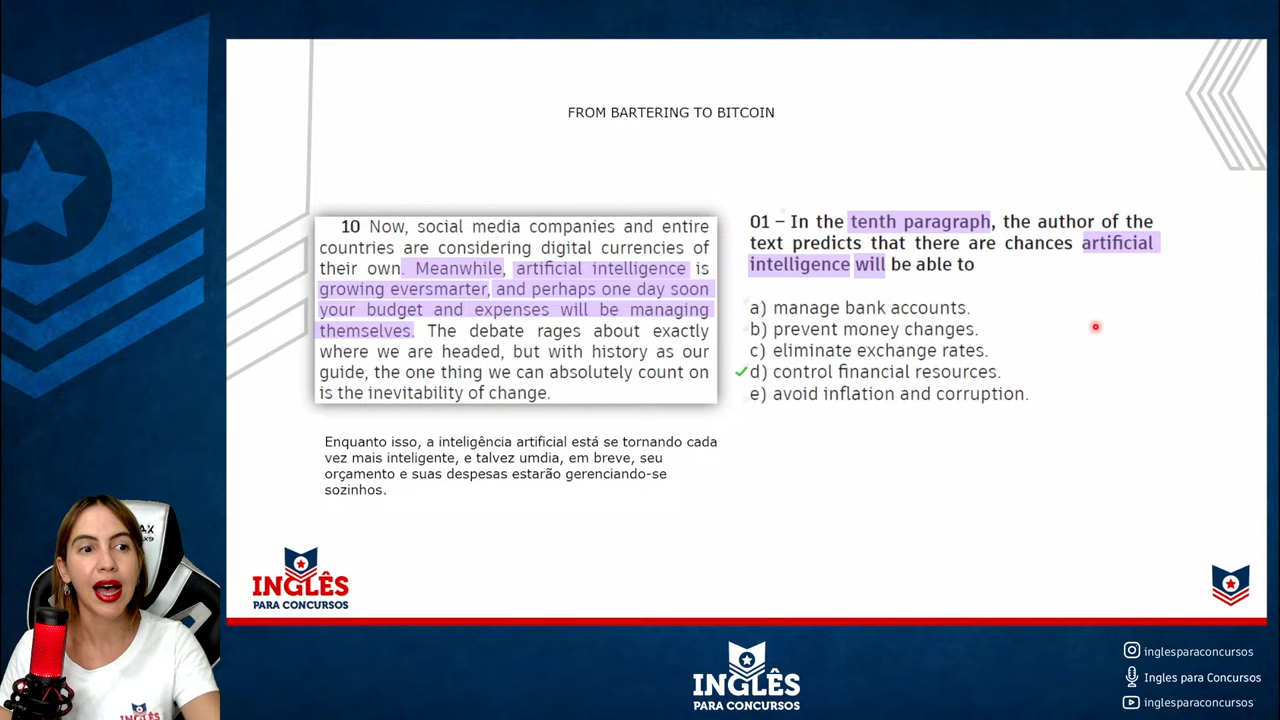 FROM BARTERING TO BITCOIN
10 Now, social media companies and entire
countries are considering digital currencies of
their own. Meanwhile, artificial intelligence is
growing eversmarter, and perhaps one day soon
your budget and expenses will be managing
themselves. The debate rages about exactly
where we are headed, but with history as our
guide, the one thing we can absolutely count on
is the inevitability of change.
Enquanto isso, a inteligência artificial está se tornando cada
vez mais inteligente, e talvez umdia, em breve, seu
orçamento e suas despesas estarão gerenciando-se
sozinhos.
01 – In the tenth paragraph, the author of the
text predicts that there are chances artificial
intelligence will be able to
a) manage bank accounts.
b) prevent money changes.
c) eliminate exchange rates.
d) control financial resources.
e) avoid inflation and corruption.
INGLÊS
PARA CONCURSOS
INGLÊS
PARA CONCURSOS
inglesparaconcursos
Ingles para Concursos
inglesparaconcursos